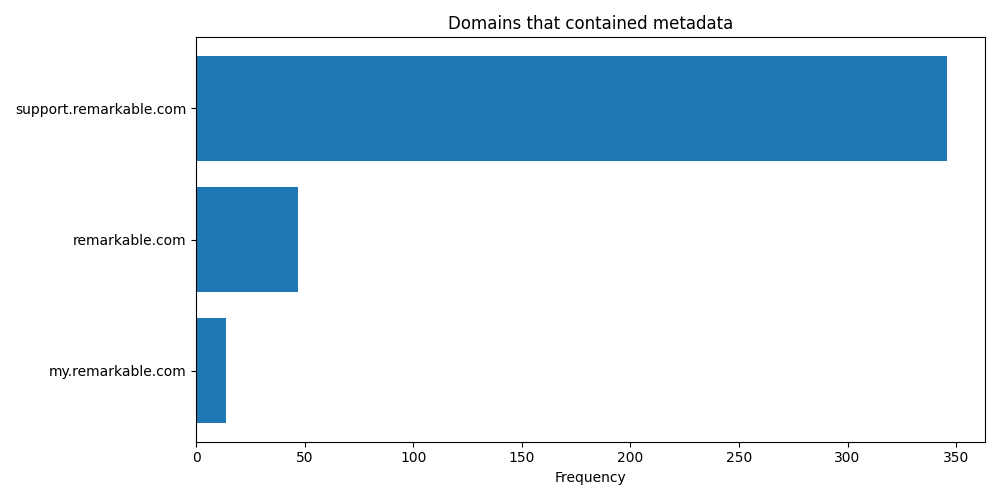 Domains that contained metadata
support.remarkable.com
remarkable.com
my.remarkable.com
0 50 100 150 200 250 300 350
Frequency